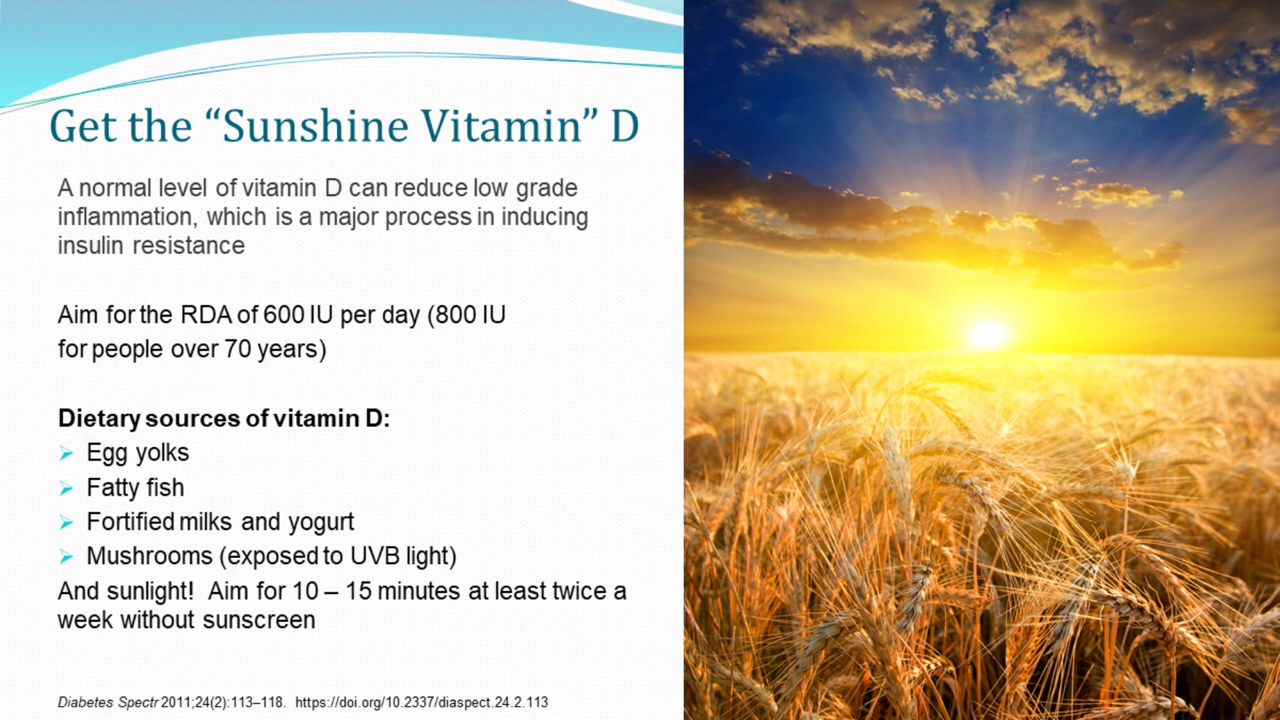 Get the “Sunshine Vitamin” D
A normal level of vitamin D can reduce low grade
inflammation, which is a major process in inducing
insulin resistance
Aim for the RDA of 600 IU per day (800 IU
for people over 70 years)
Dietary sources of vitamin D:
Egg yolks
Fatty fish
Fortified milks and yogurt
Mushrooms (exposed to UVB light)
And sunlight!  Aim for 10 – 15 minutes at least twice a
week without sunscreen
Diabetes Spectr 2011;24(2):113–118.  https://doi.org/10.2337/diaspect.24.2.113